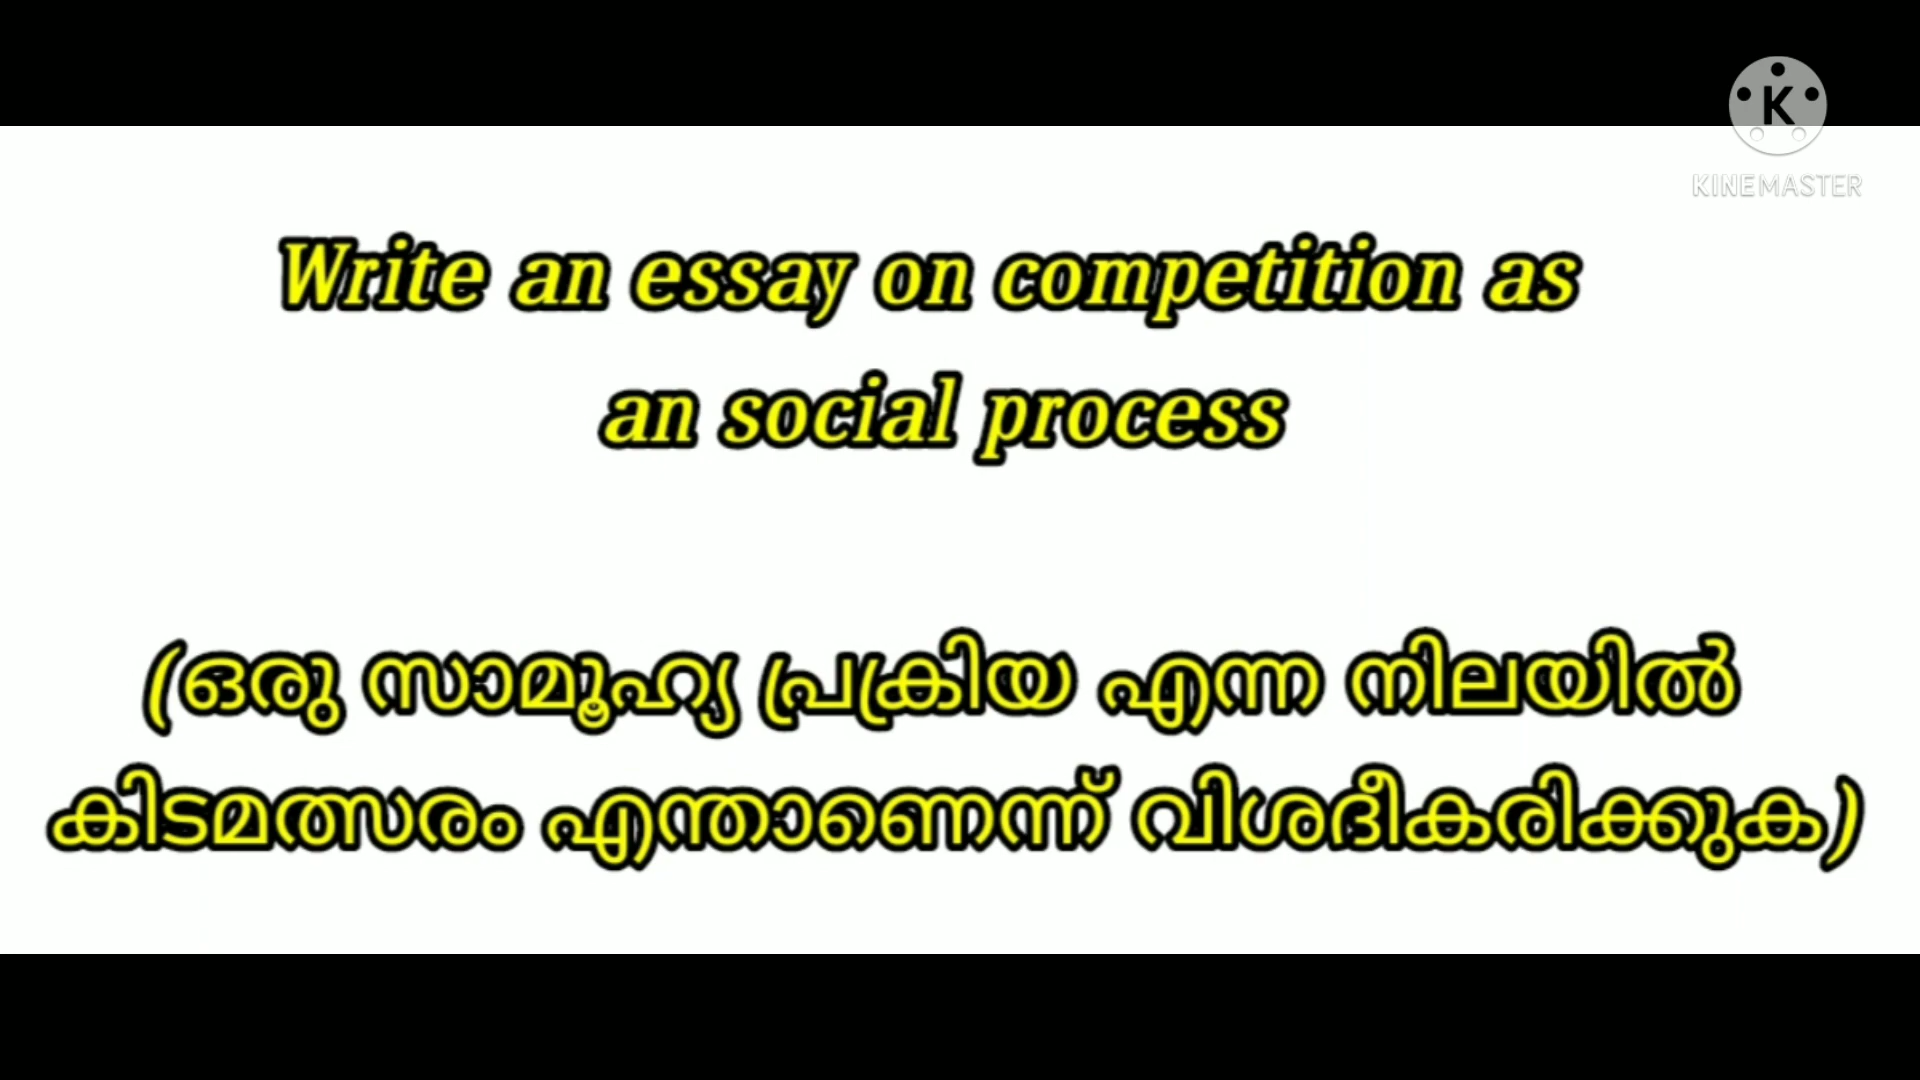 K
KINEMASTER
Write an essay on competition as
an social process
(ഒരു സാമൂഹ്യ പ്രക്രിയ എന്ന നിലയിൽ
കിടമത്സരം എന്താണെന്ന് വിശദീകരിക്കുക)